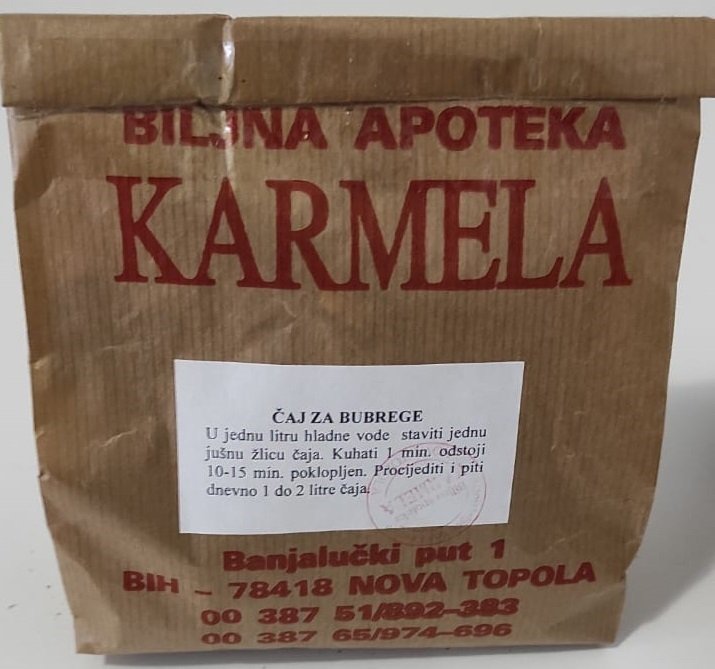 BILJNA APOTEKA
KARMELA
ČAJ ZA BUBREGE
U jednu litru hladne vode staviti jednu
jušnu žlicu čaja. Kuhati 1 min. odstoji
10-15 min. poklopljen. Procijediti i piti
dnevno 1 do 2 litre čaja.
Banjalučki put 1
BIH - 78418 NOVA TOPOLA
00 387 51/892-383
00 387 65/974-696